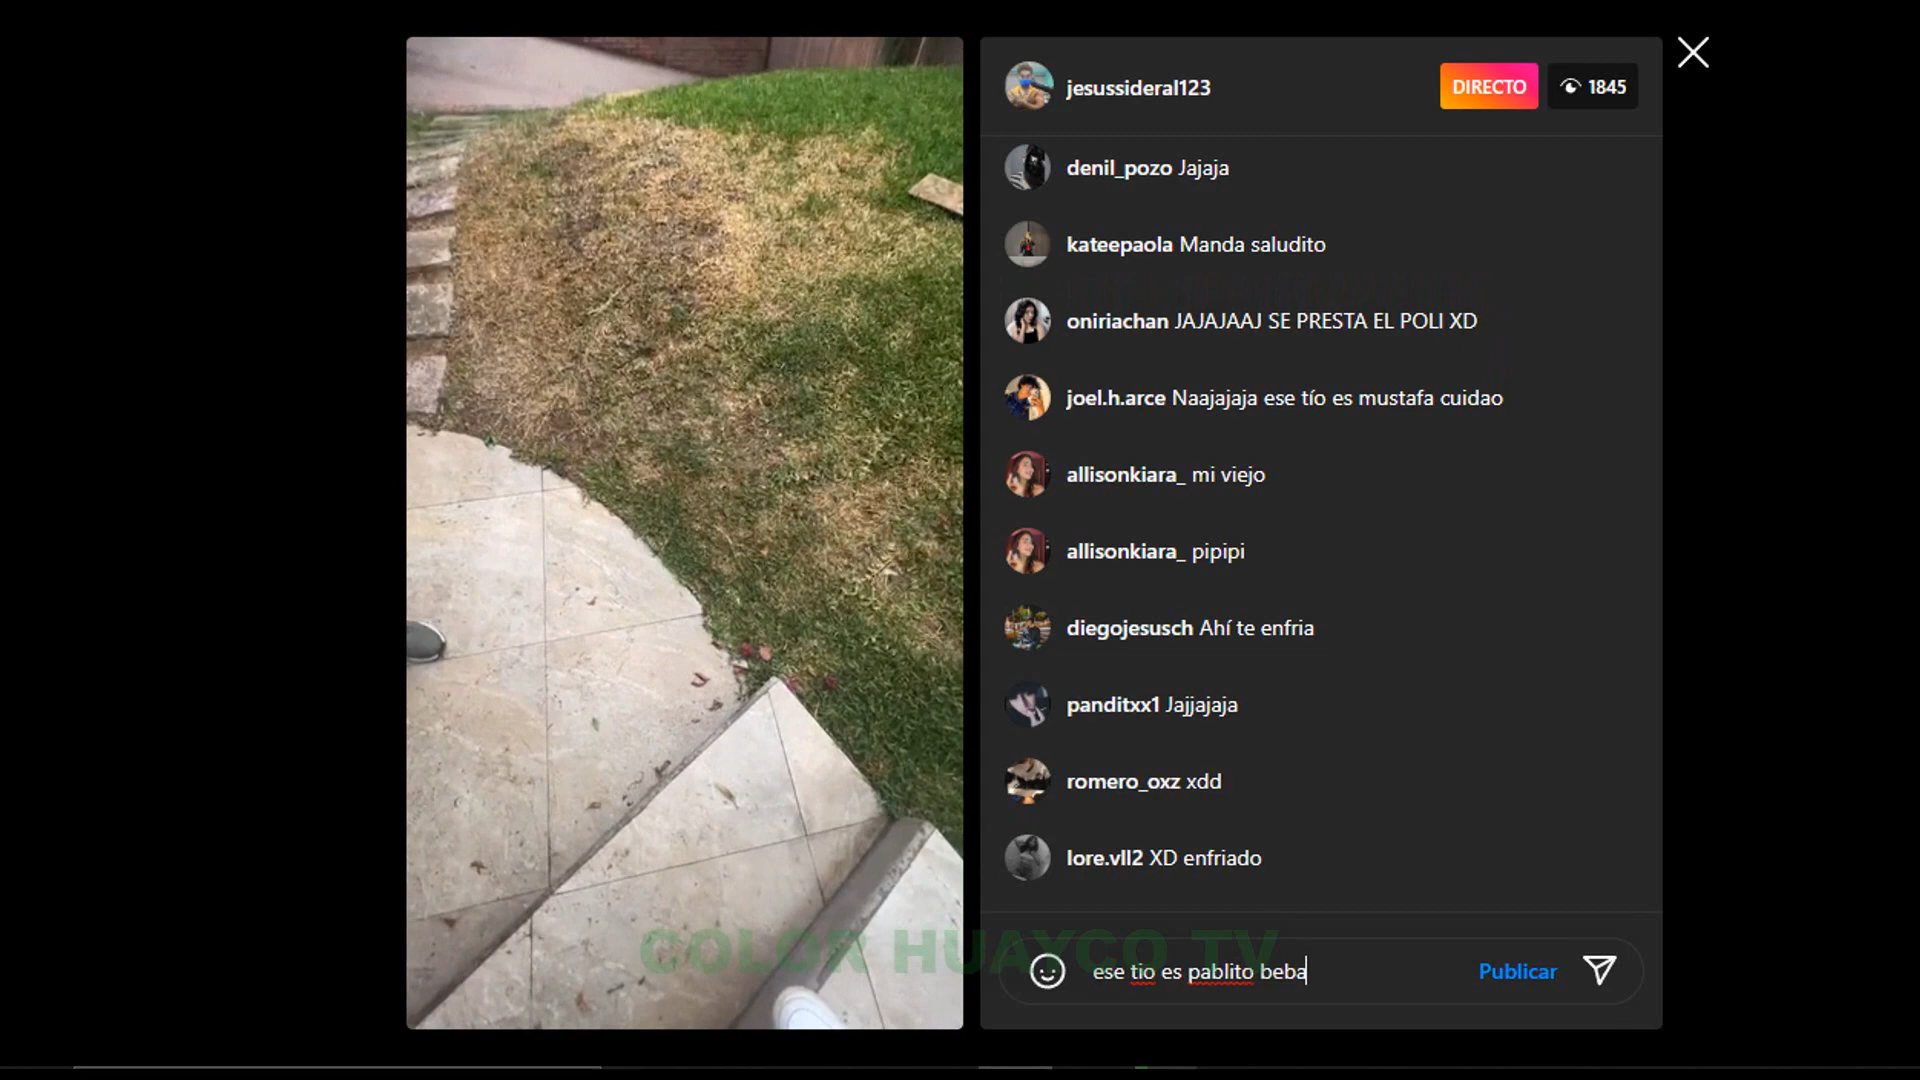 jesussideral123
DIRECTO
1845
denil_pozo Jajaja
kateepaola Manda saludito
oniriachan JAJAJAAJ SE PRESTA EL POLI XD
joel.h.arce Naajajaja ese tío es mustafa cuidao
allisonkiara_ mi viejo
allisonkiara_ pipipi
diegojesusch Ahí te enfria
panditxx1 Jajjajaja
romero_oxz xdd
lore.vll2 XD enfriado
COLOR HUAYCO TV
ese tio es pablito beba
Publicar